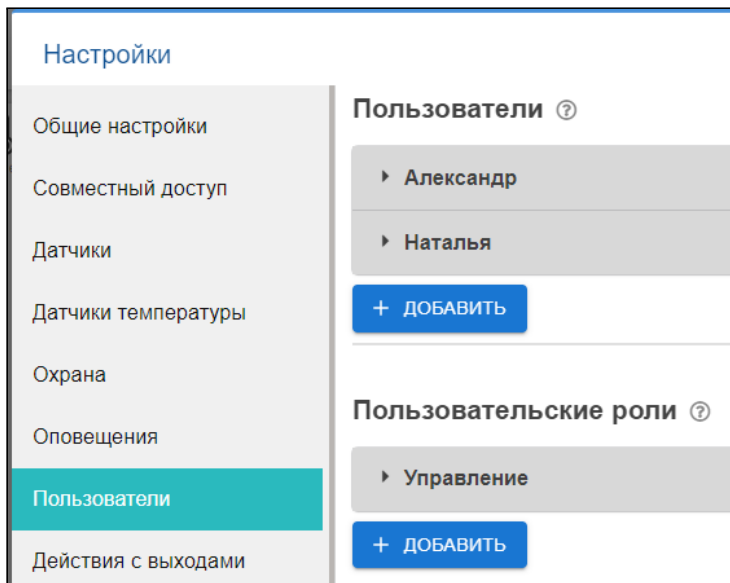 Настройки
Общие настройки
Совместный доступ
Датчики
Датчики температуры
Охрана
Оповещения
Пользователи
Действия с выходами
Пользователи ?
Александр
Наталья
+ ДОБАВИТЬ
Пользовательские роли ?
Управление
+ ДОБАВИТЬ